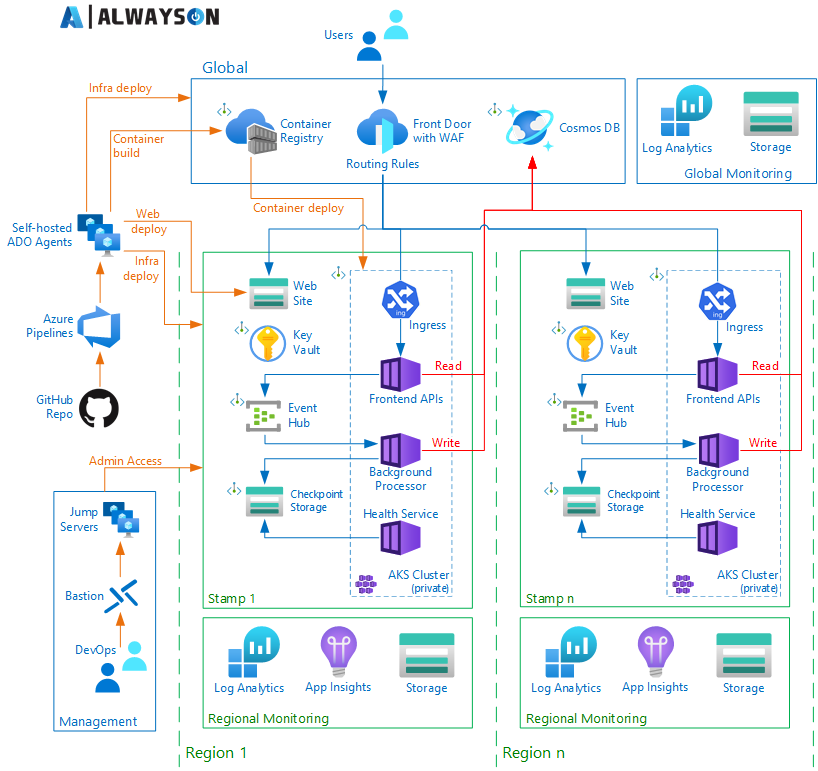 A|ALWAYSON
Users
Global
Infra deploy
Container
build
Container
Registry
Front Door
with WAF
Routing Rules
Cosmos DB
Log Analytics
Storage
Global Monitoring
Self-hosted
ADO Agents
Web
deploy
Infra
deploy
Container deploy
Azure
Pipelines
GitHub
Repo
Web
Site
Key
Vault
ing
Ingress
Read
Frontend APIs
Event
Hub
Write
Background
Processor
Checkpoint
Storage
Health Service
AKS Cluster
(private)
Stamp 1
Log Analytics
App Insights
Storage
Regional Monitoring
Region 1
Web
Site
Key
Vault
ing
Ingress
Read
Frontend APIs
Event
Hub
Write
Background
Processor
Checkpoint
Storage
Health Service
AKS Cluster
(private)
Stamp n
Log Analytics
App Insights
Storage
Regional Monitoring
Region n
Admin Access
Jump
Servers
Bastion
DevOps
Management